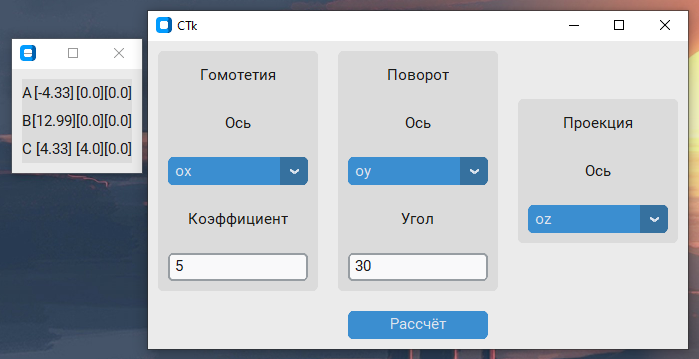 CTk
A [-4.33] [0.0][0.0]
B[12.99][0.0][0.0]
C [4.33] [4.0][0.0]
Гомотетия
Ось
ox
Коэффициент
5
Поворот
Ось
oy
Угол
30
Проекция
Ось
oz
Рассчёт